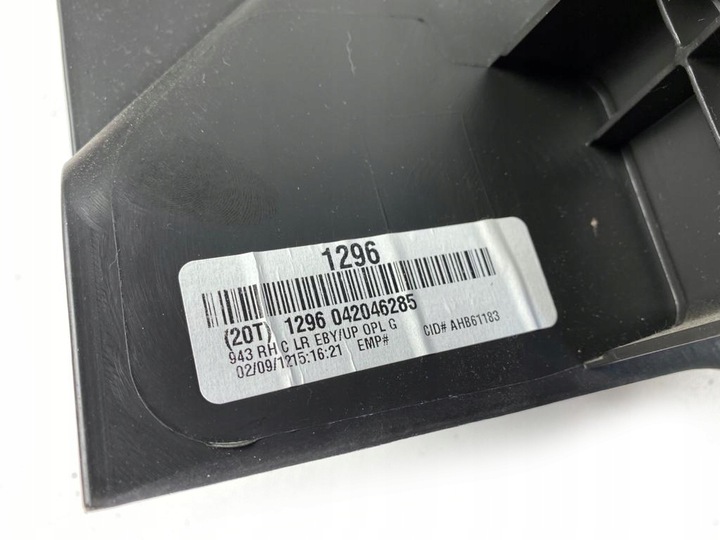 1296
(20T) 1296 042046285
943 RH C LR EBY/UP OPL G
02/09/1215:16:21 EMP# CID# AHB61183